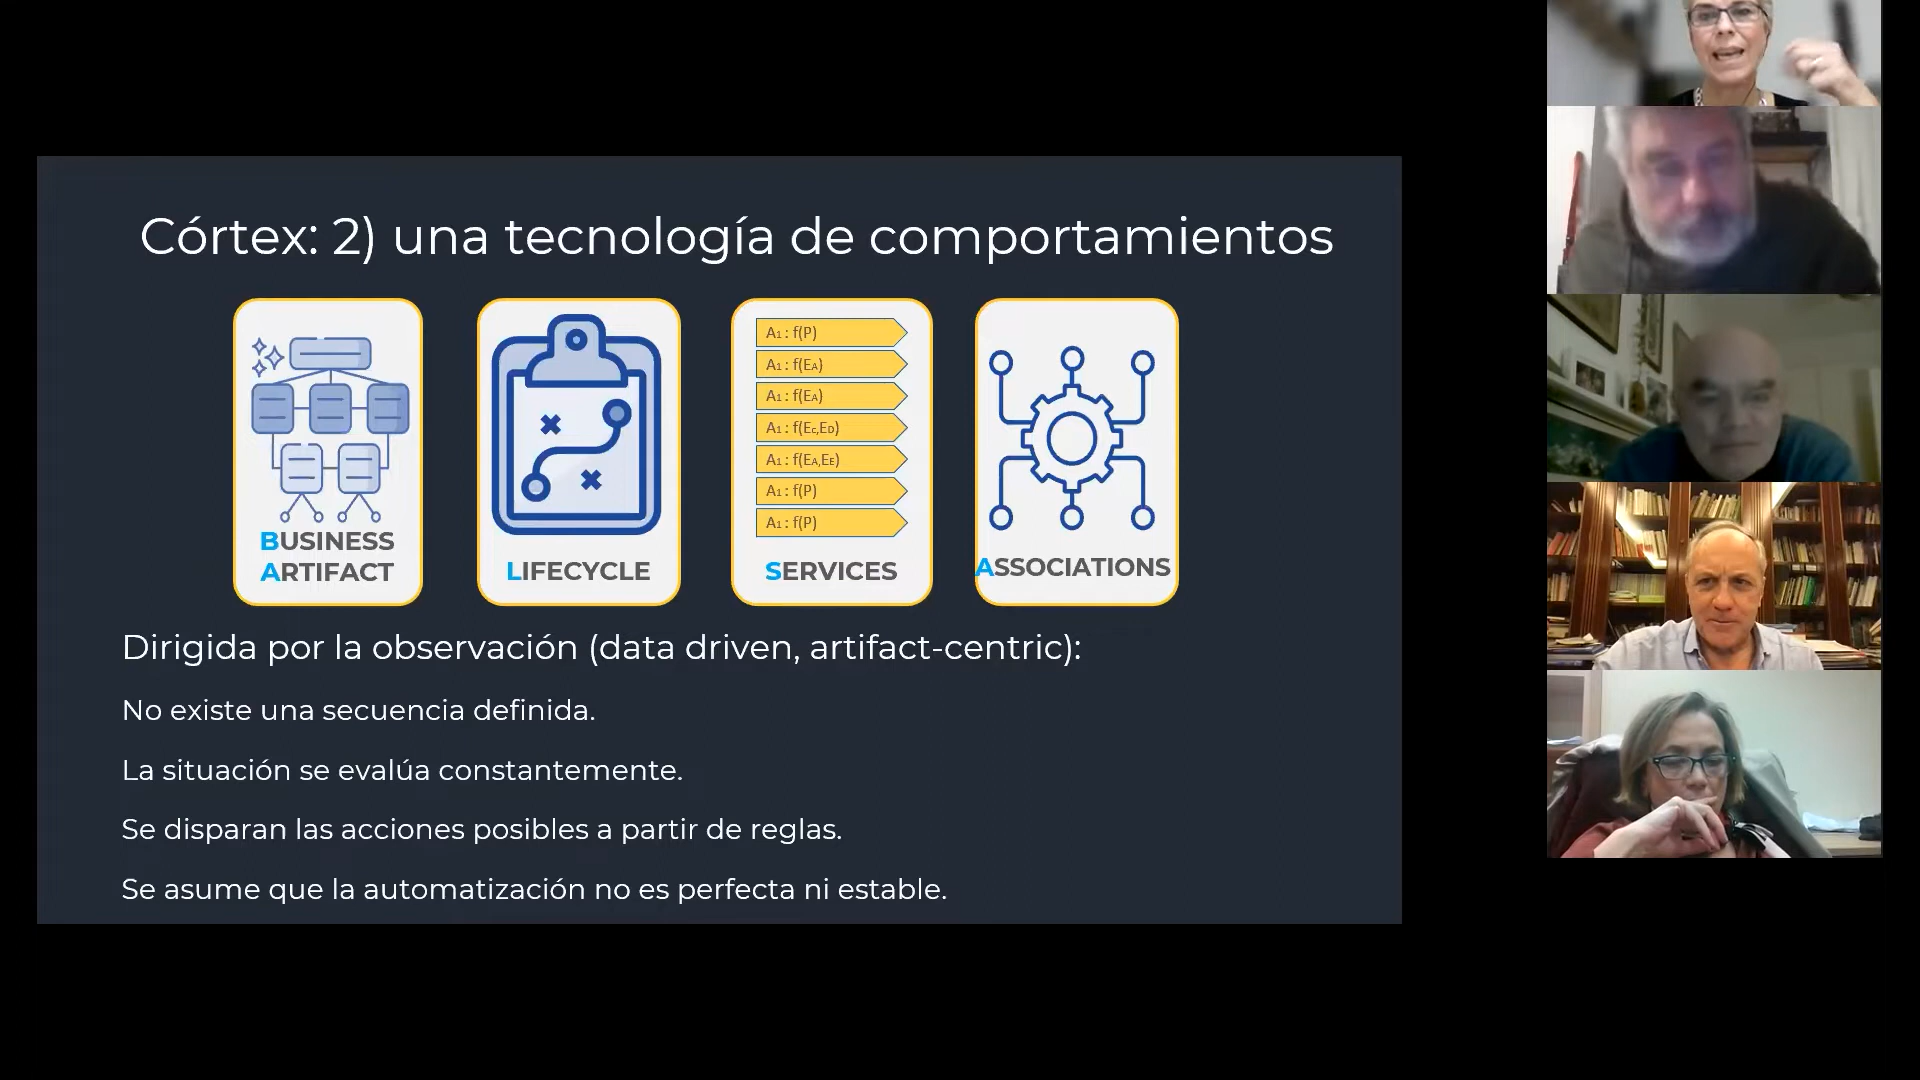 Córtex: 2) una tecnología de comportamientos
BUSINESS
ARTIFACT
LIFECYCLE
A1 : f(P)
A1 : f(EA)
A1 : f(EA)
A1 : f(Ec,ED)
A1 : f(EA,EE)
A1 : f(P)
A1 : f(P)
SERVICES
ASSOCIATIONS
Dirigida por la observación (data driven, artifact-centric):
No existe una secuencia definida.
La situación se evalúa constantemente.
Se disparan las acciones posibles a partir de reglas.
Se asume que la automatización no es perfecta ni estable.